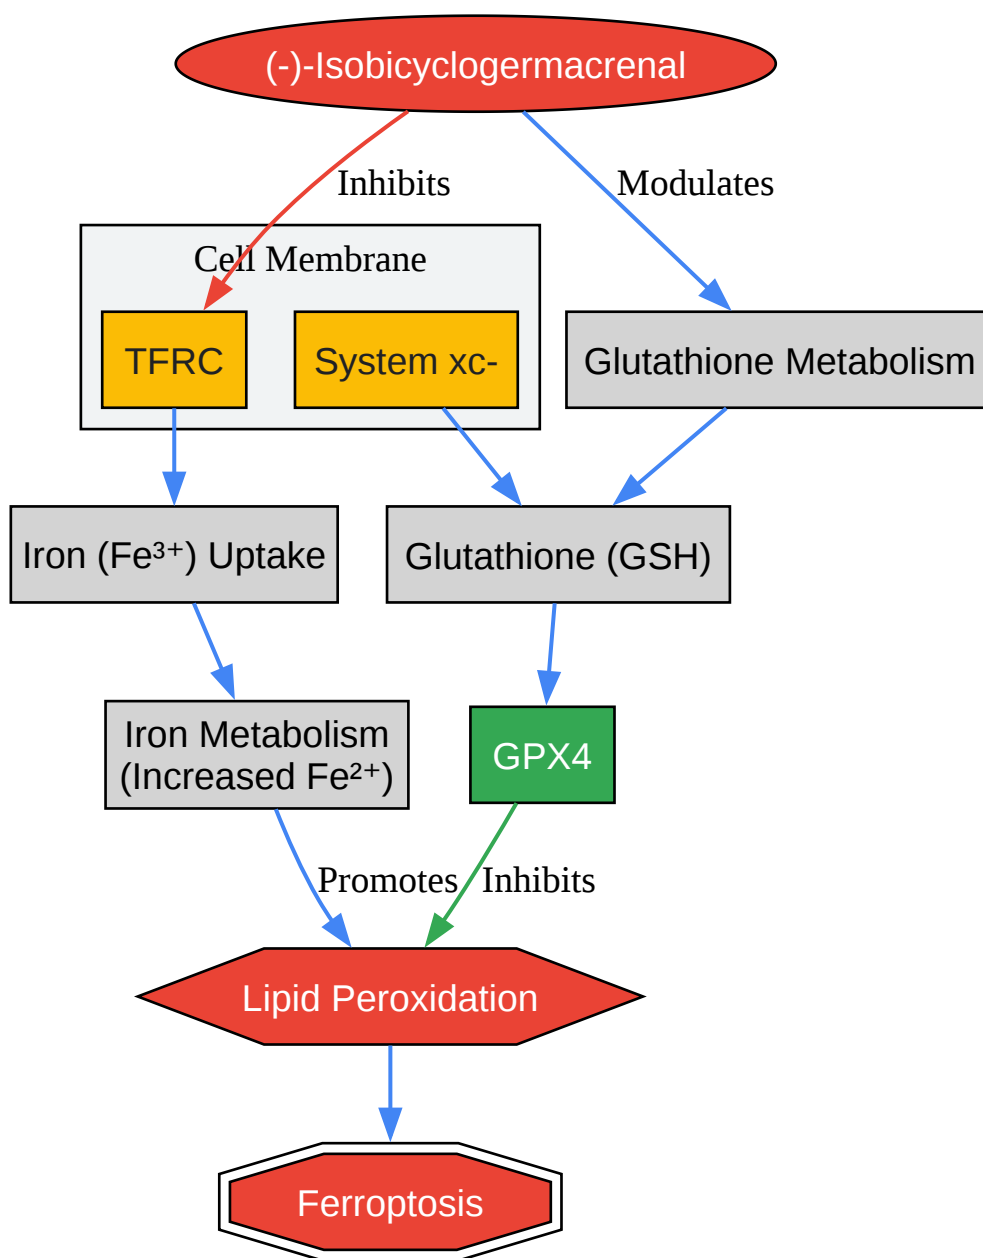 (-)-Isobicyclogermacrenal
Inhibits
Modulates
Cell Membrane
TFRC
System xc-
Glutathione Metabolism
Iron (Fe³⁺) Uptake
Glutathione (GSH)
Iron Metabolism
(Increased Fe²⁺)
GPX4
Promotes
Inhibits
Lipid Peroxidation
Ferroptosis